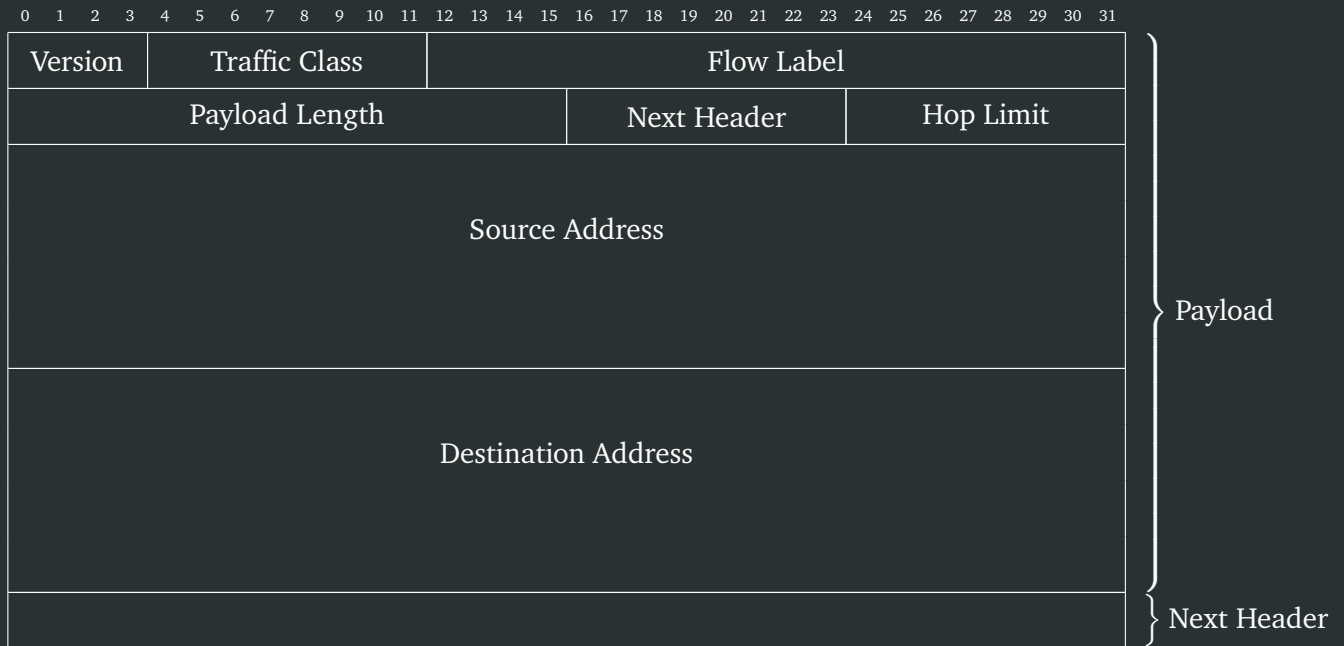 0 1 2 3 4 5 6 7 8 9 10 11 12 13 14 15 16 17 18 19 20 21 22 23 24 25 26 27 28 29 30 31
Version Traffic Class Flow Label
Payload Length Next Header Hop Limit
Source Address
Payload
Destination Address
Next Header